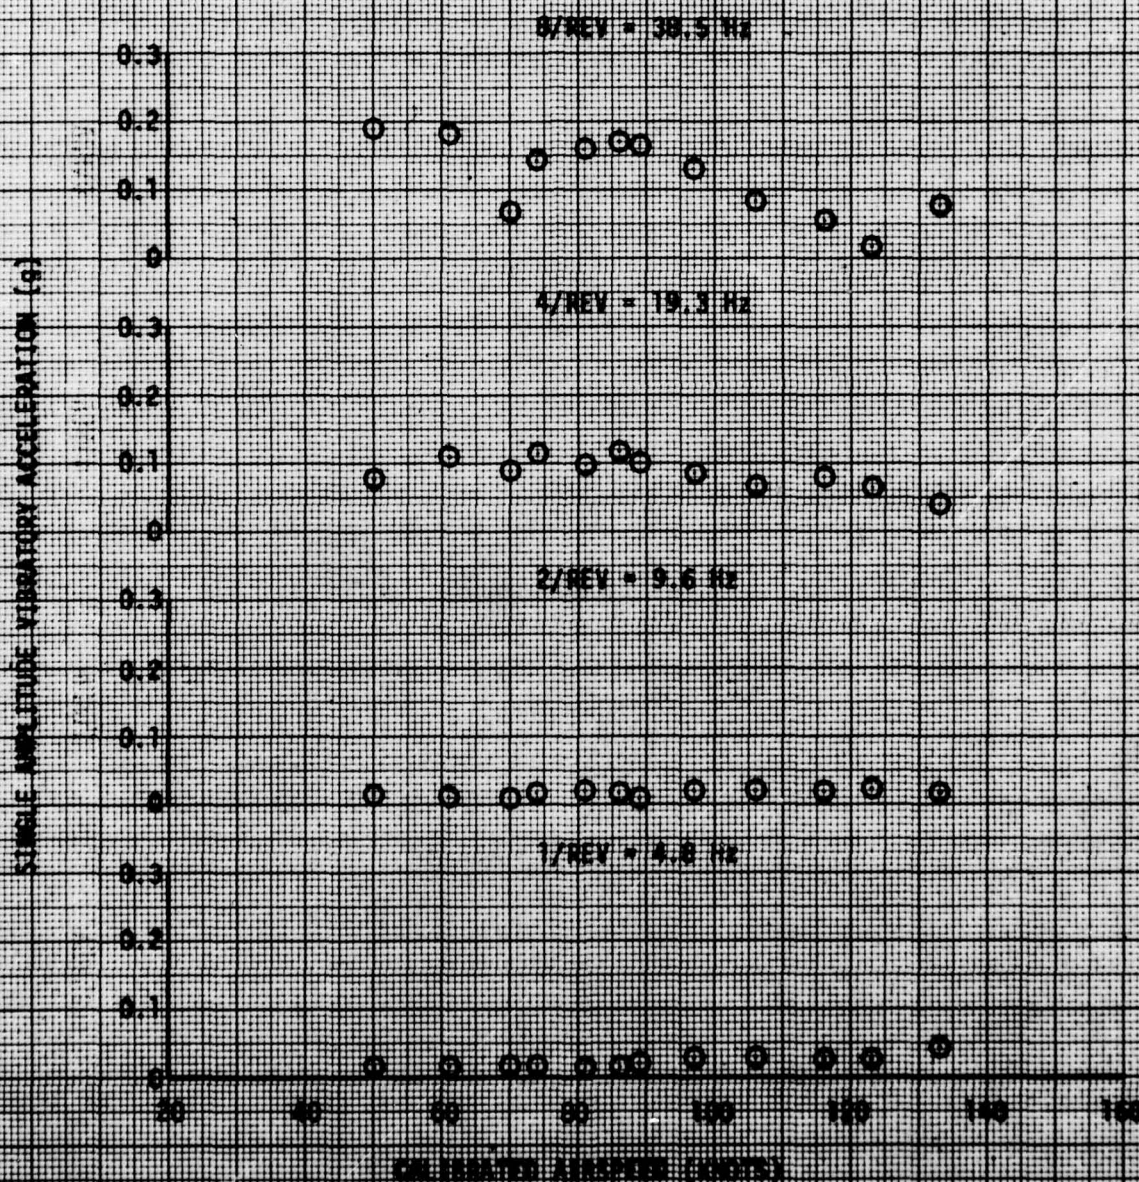 8/REV = 38.5 Hz
0.3
0.2
0.1
0
4/REV = 19.3 Hz
0.3
0.2
0.1
0
2/REV = 9.6 Hz
0.3
0.2
0.1
0
1/REV = 4.8 Hz
0.3
0.2
0.1
0
SINGLE AMPLITUDE VIBRATORY ACCELERATION (g)
20 40 60 80 100 120 140 160
CALIBRATED AIRSPEED (KNOTS)